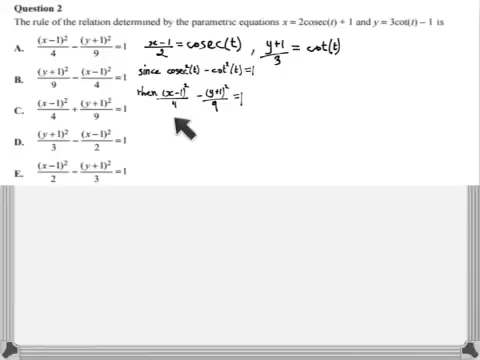 Question 2
The rule of the relation determined by the parametric equations x = 2cosec(t) + 1 and y = 3cot(t) − 1 is
A. (x−1)²/4 − (y+1)²/9 = 1
B. (y+1)²/9 − (x−1)²/4 = 1
C. (x−1)²/4 + (y+1)²/9 = 1
D. (y+1)²/3 − (x−1)²/2 = 1
E. (x−1)²/2 − (y+1)²/3 = 1
x−1/2 = cosec(t) , y+1/3 = cot(t)
since cosec²(t) − cot²(t) = 1
then (x−1)²/4 − (y+1)²/9 = 1